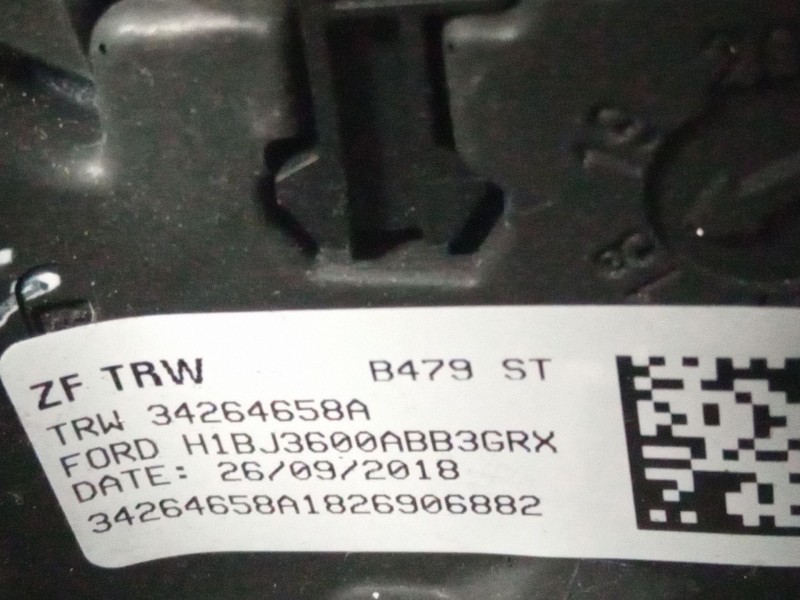 ZF TRW B479 ST
TRW 34264658A
FORD H1BJ3600ABB3GRX
DATE: 26/09/2018
34264658A1826906882